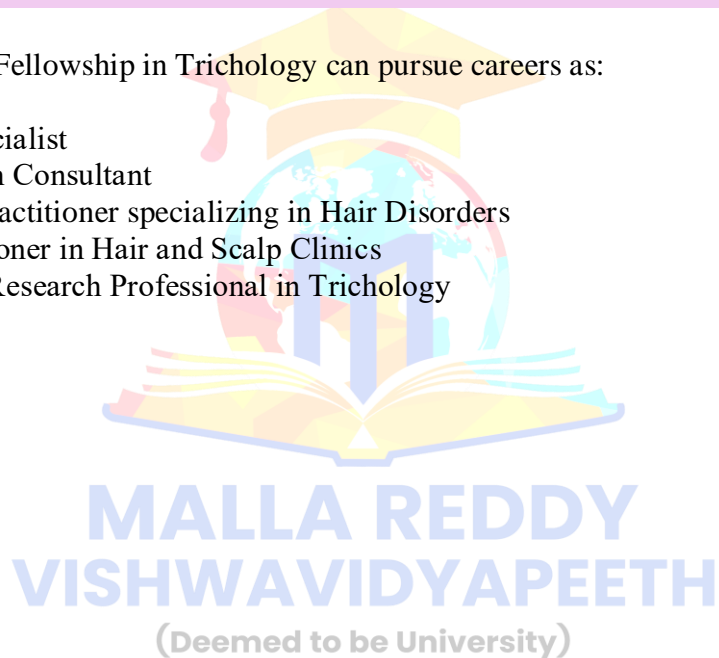 Fellowship in Trichology can pursue careers as:
cialist
n Consultant
actitioner specializing in Hair Disorders
oner in Hair and Scalp Clinics
Research Professional in Trichology
MALLA REDDY
VISHWAVIDYAPEETH
(Deemed to be University)